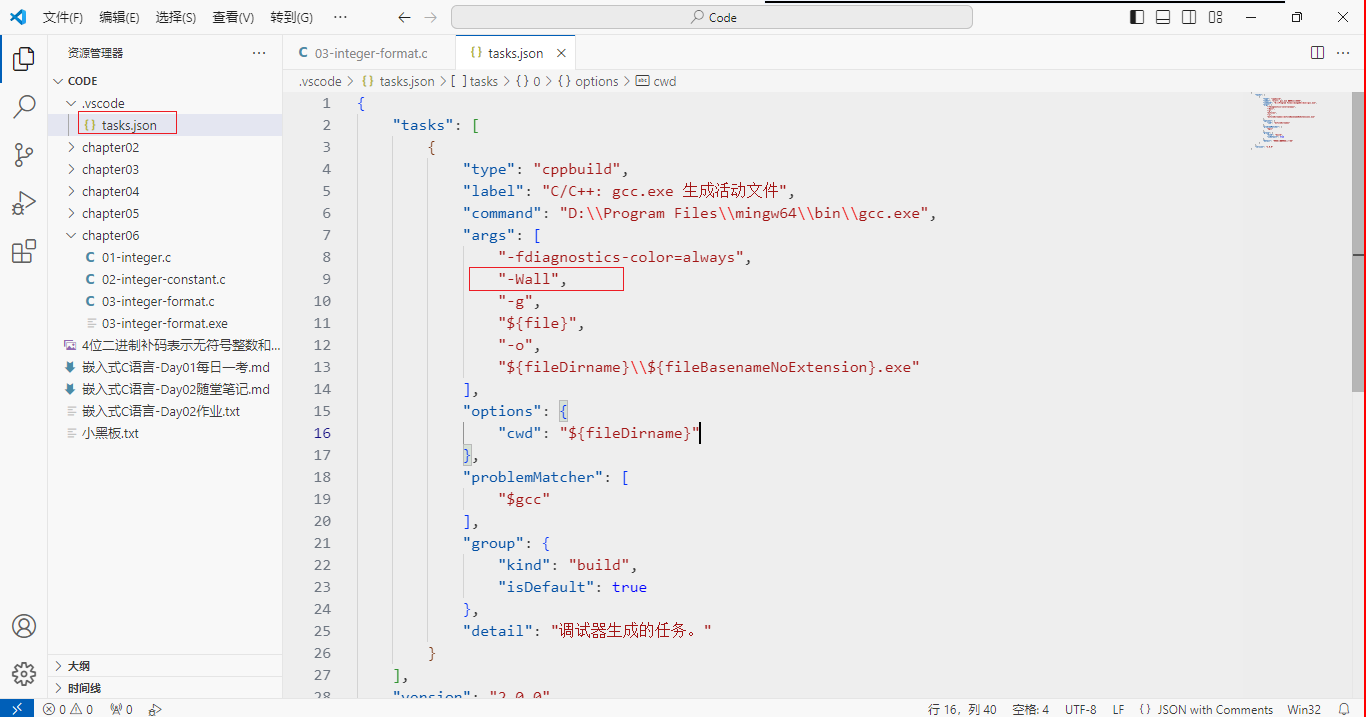 文件(F) 编辑(E) 选择(S) 查看(V) 转到(G) ··· Code
资源管理器 ···
CODE
.vscode
{} tasks.json
chapter02
chapter03
chapter04
chapter05
chapter06
C 01-integer.c
C 02-integer-constant.c
C 03-integer-format.c
03-integer-format.exe
4位二进制补码表示无符号整数和...
嵌入式C语言-Day01每日一考.md
嵌入式C语言-Day02随堂笔记.md
嵌入式C语言-Day02作业.txt
小黑板.txt
大纲
时间线
C 03-integer-format.c {} tasks.json
.vscode > {} tasks.json > [ ] tasks > {} 0 > {} options > abc cwd
1 {
2 "tasks": [
3 {
4 "type": "cppbuild",
5 "label": "C/C++: gcc.exe 生成活动文件",
6 "command": "D:\\Program Files\\mingw64\\bin\\gcc.exe",
7 "args": [
8 "-fdiagnostics-color=always",
9 "-Wall",
10 "-g",
11 "${file}",
12 "-o",
13 "${fileDirname}\\${fileBasenameNoExtension}.exe"
14 ],
15 "options": {
16 "cwd": "${fileDirname}"
17 },
18 "problemMatcher": [
19 "$gcc"
20 ],
21 "group": {
22 "kind": "build",
23 "isDefault": true
24 },
25 "detail": "调试器生成的任务。"
26 }
27 ],
28 "version": "2.0.0"
0 0 0 行 16，列 40 空格: 4 UTF-8 LF {} JSON with Comments Win32